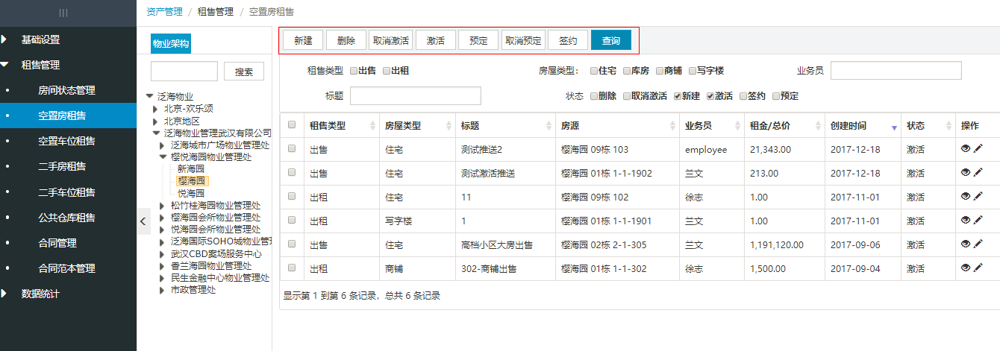 资产管理 / 租售管理 / 空置房租售
基础设置
租售管理
房间状态管理
空置房租售
空置车位租售
二手房租售
二手车位租售
公共仓库租售
合同管理
合同范本管理
数据统计
物业架构
搜索
泛海物业
北京-欢乐颂
北京地区
泛海物业管理武汉有限公司
泛海城市广场物业管理处
樱悦海园物业管理处
新海园
樱海园
悦海园
松竹桂海园物业管理处
樱海园会所物业管理处
悦海园会所物业管理处
泛海国际SOHO城物业管
武汉CBD案场服务中心
香兰海园物业管理处
民生金融中心物业管理处
市政管理处
新建 删除 取消激活 激活 预定 取消预定 签约 查询
租售类型 出售 出租 房屋类型: 住宅 库房 商铺 写字楼 业务员
标题 状态 删除 取消激活 新建 激活 签约 预定
租售类型 房屋类型 标题 房源 业务员 租金/总价 创建时间 状态 操作
出售 住宅 测试推送2 樱海园 09栋 103 employee 21,343.00 2017-12-18 激活
出售 住宅 测试激活推送 樱海园 01栋 1-1-1902 兰文 213.00 2017-12-18 激活
出租 住宅 11 樱海园 09栋 102 徐志 1.00 2017-11-01 激活
出租 写字楼 1 樱海园 01栋 1-1-1901 兰文 1.00 2017-11-01 激活
出售 住宅 高档小区大房出售 樱海园 02栋 2-1-305 兰文 1,191,120.00 2017-09-06 激活
出租 商铺 302-商铺出售 樱海园 01栋 1-1-302 徐志 1,500.00 2017-09-04 激活
显示第 1 到第 6 条记录，总共 6 条记录